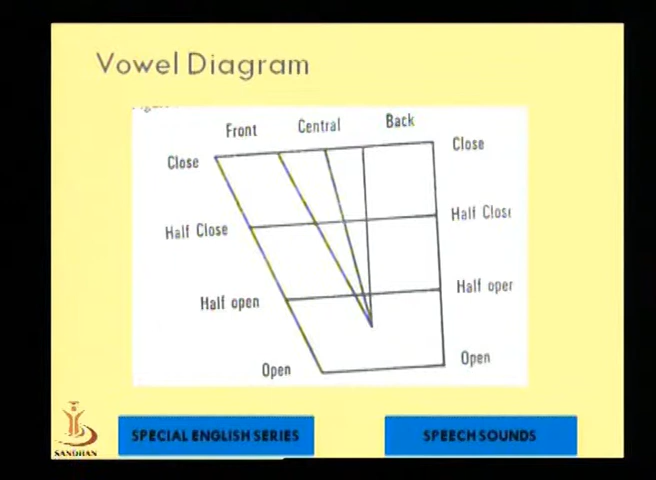 Vowel Diagram
Front Central Back
Close Close
Half Close Half Close
Half open Half open
Open Open
SANDHAN
SPECIAL ENGLISH SERIES
SPEECH SOUNDS